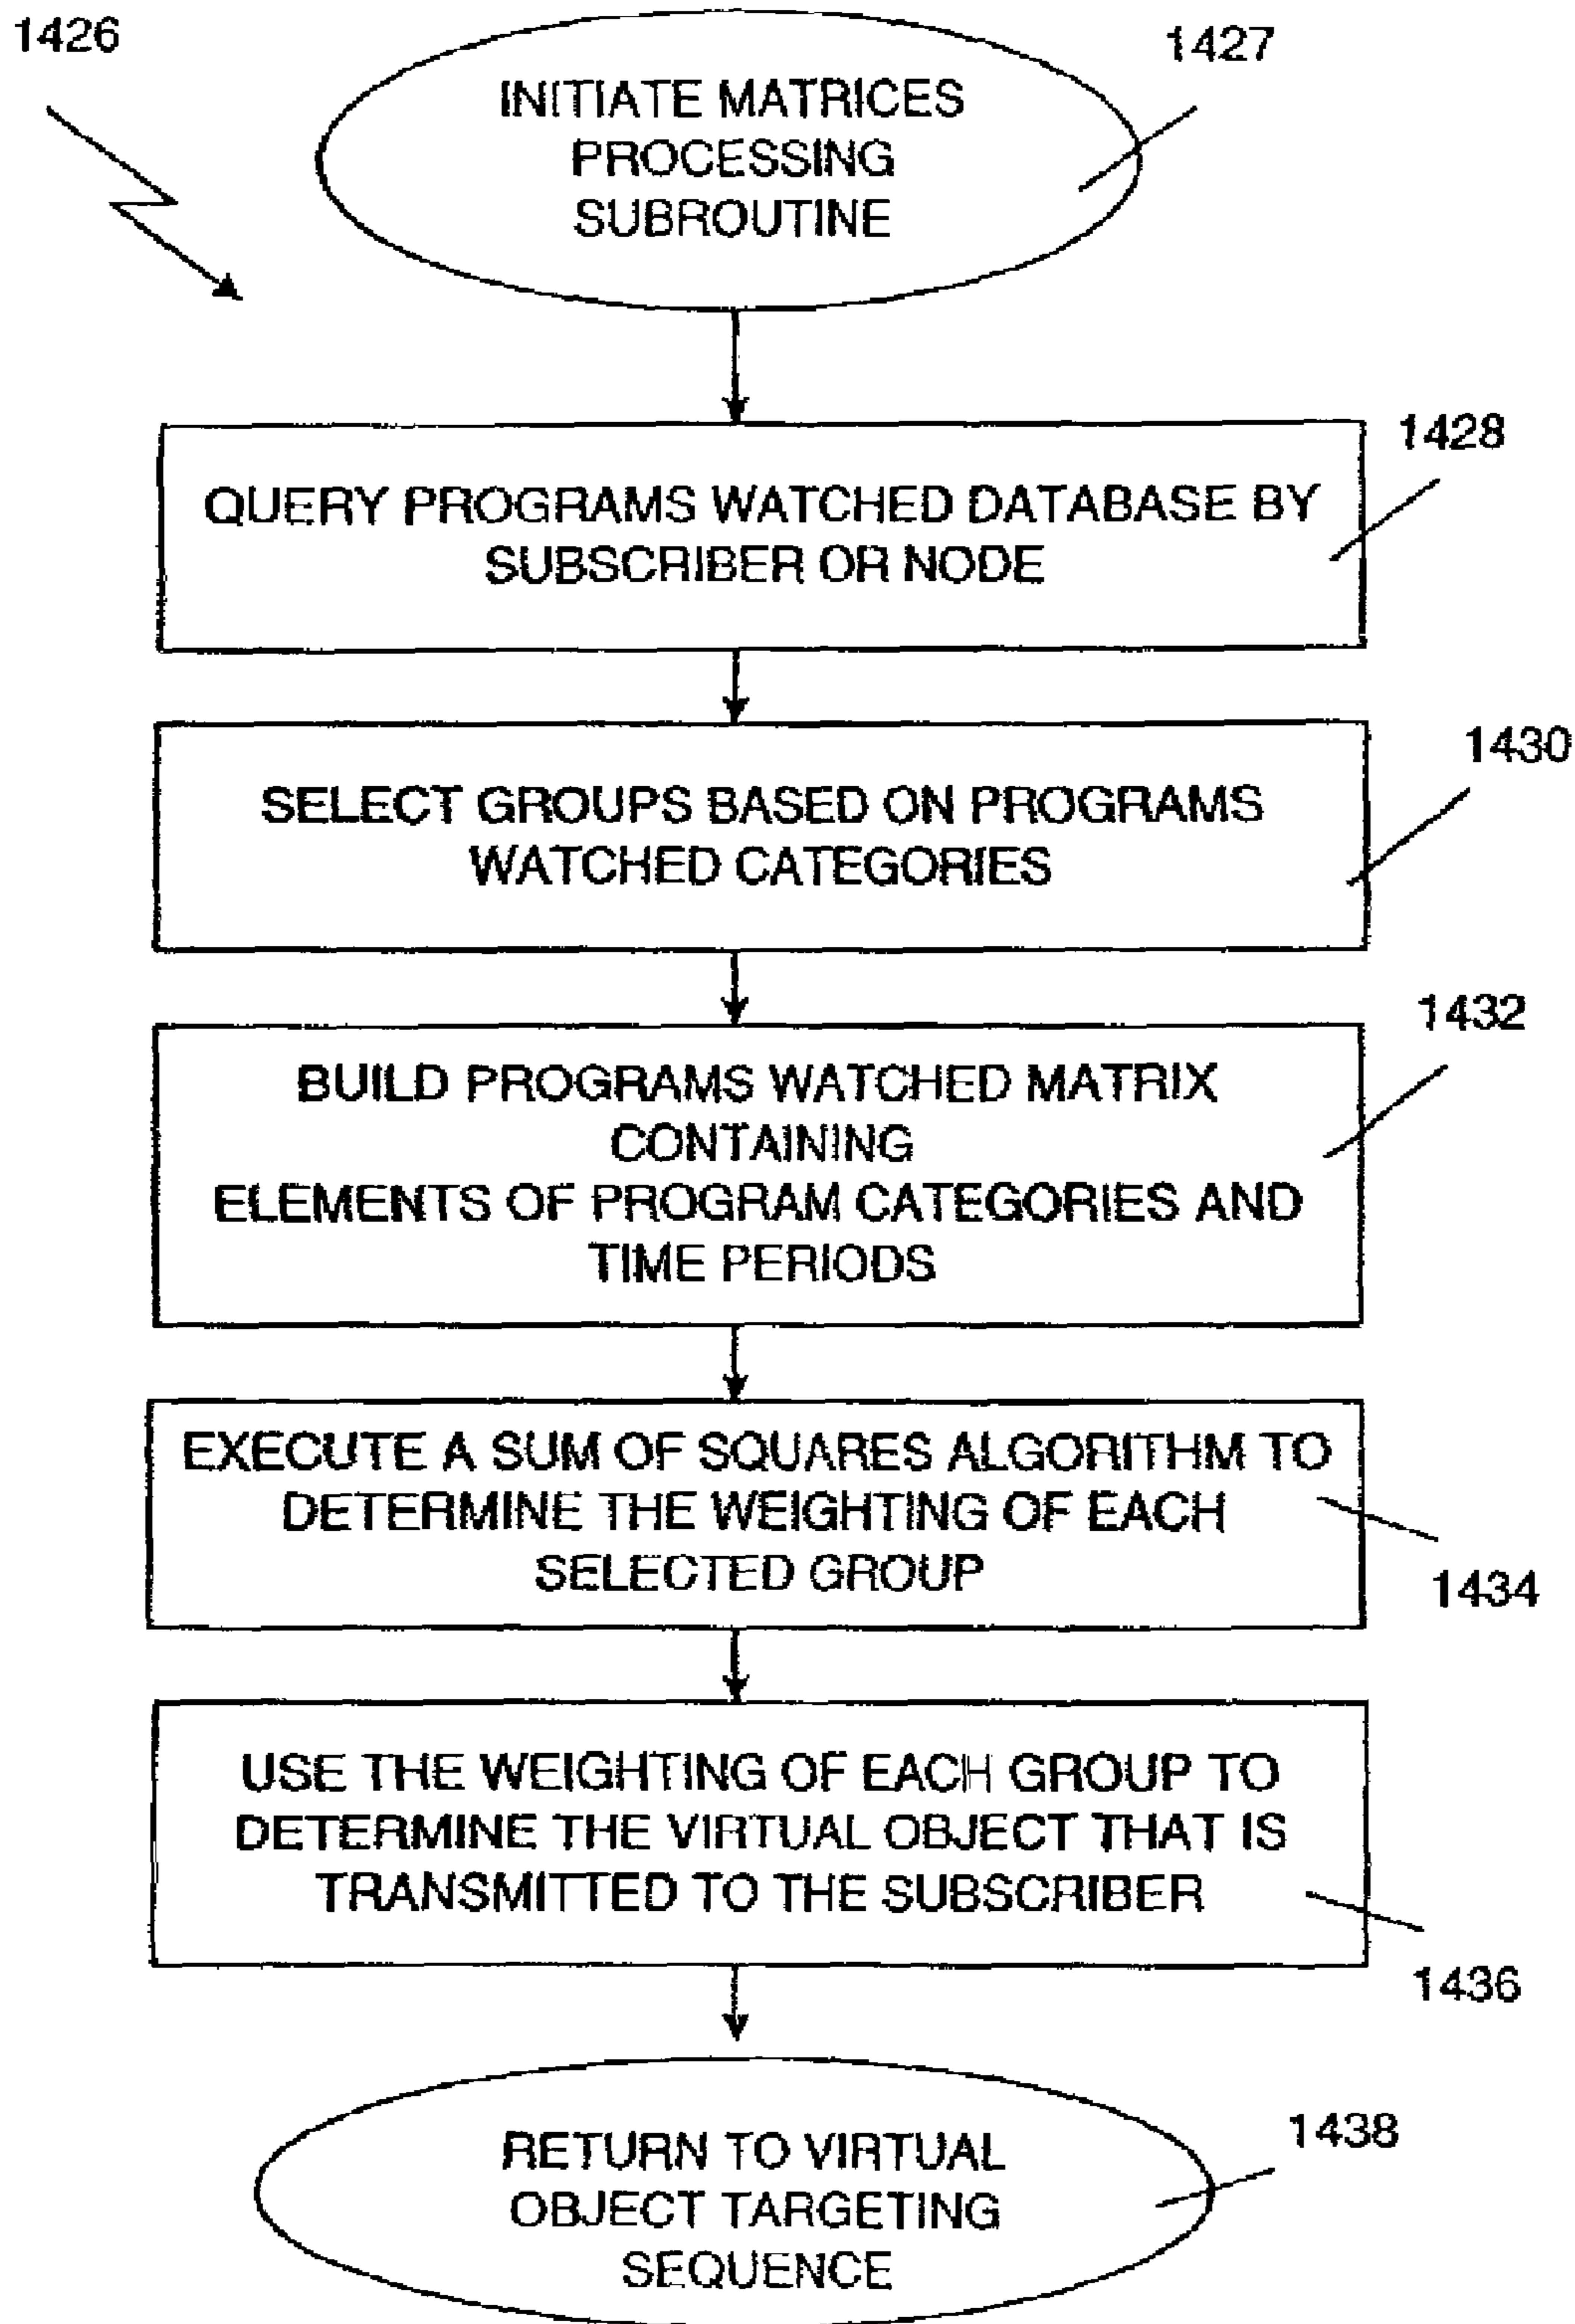 1426
1427
INITIATE MATRICES
PROCESSING
SUBROUTINE
1428
QUERY PROGRAMS WATCHED DATABASE BY
SUBSCRIBER OR NODE
1430
SELECT GROUPS BASED ON PROGRAMS
WATCHED CATEGORIES
1432
BUILD PROGRAMS WATCHED MATRIX
CONTAINING
ELEMENTS OF PROGRAM CATEGORIES AND
TIME PERIODS
EXECUTE A SUM OF SQUARES ALGORITHM TO
DETERMINE THE WEIGHTING OF EACH
SELECTED GROUP
1434
USE THE WEIGHTING OF EACH GROUP TO
DETERMINE THE VIRTUAL OBJECT THAT IS
TRANSMITTED TO THE SUBSCRIBER
1436
1438
RETURN TO VIRTUAL
OBJECT TARGETING
SEQUENCE